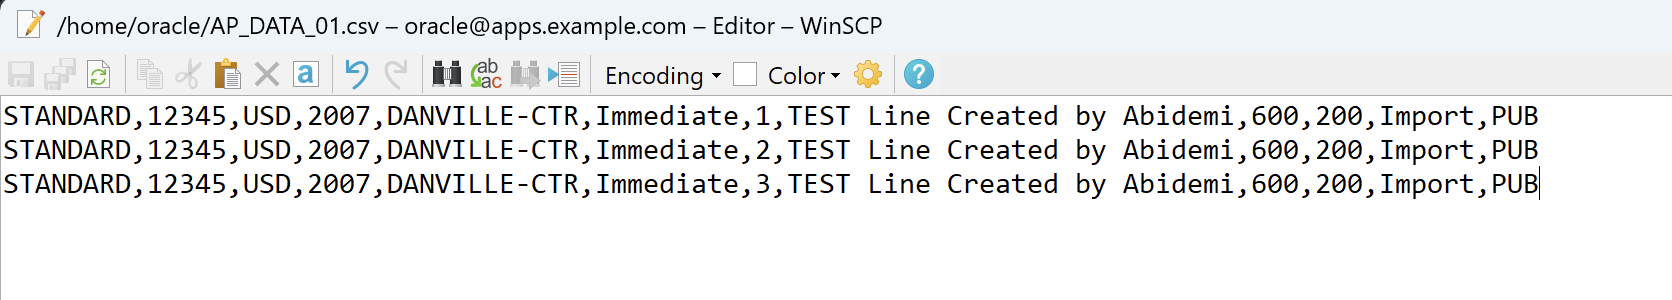 /home/oracle/AP_DATA_01.csv – oracle@apps.example.com – Editor – WinSCP
a ab ac Encoding Color ?
STANDARD,12345,USD,2007,DANVILLE-CTR,Immediate,1,TEST Line Created by Abidemi,600,200,Import,PUB
STANDARD,12345,USD,2007,DANVILLE-CTR,Immediate,2,TEST Line Created by Abidemi,600,200,Import,PUB
STANDARD,12345,USD,2007,DANVILLE-CTR,Immediate,3,TEST Line Created by Abidemi,600,200,Import,PUB